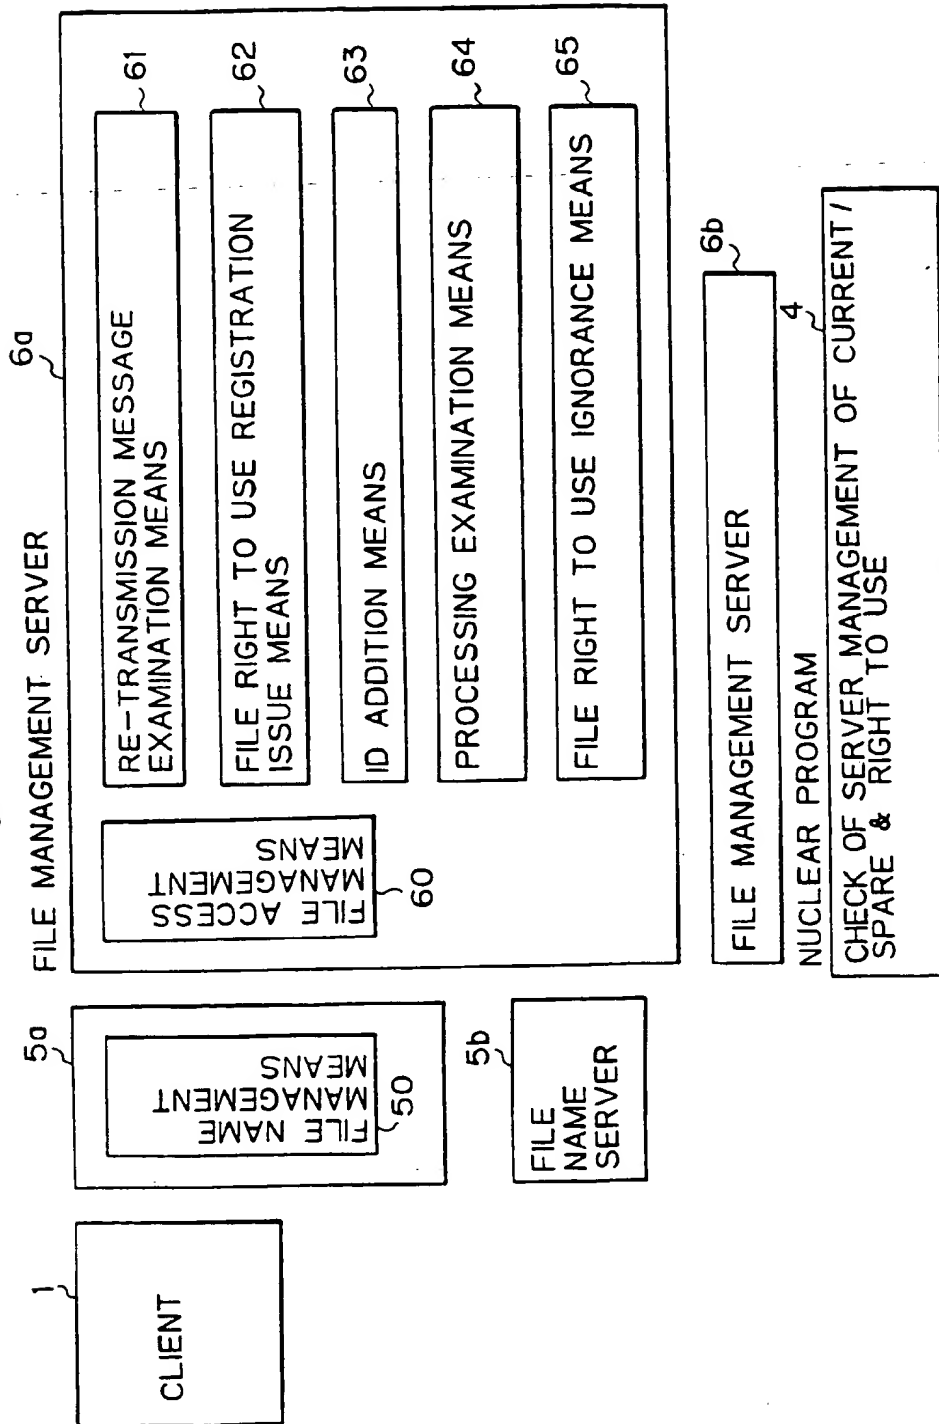 1
CLIENT
5a
FILE NAME
MANAGEMENT
MEANS
50
5b
FILE
NAME
SERVER
FILE MANAGEMENT SERVER
6a
FILE ACCESS
MANAGEMENT
MEANS
60
RE-TRANSMISSION MESSAGE
EXAMINATION MEANS
61
FILE RIGHT TO USE REGISTRATION
ISSUE MEANS
62
ID ADDITION MEANS
63
PROCESSING EXAMINATION MEANS
64
FILE RIGHT TO USE IGNORANCE MEANS
65
FILE MANAGEMENT SERVER
6b
NUCLEAR PROGRAM
4
CHECK OF SERVER MANAGEMENT OF CURRENT /
SPARE & RIGHT TO USE